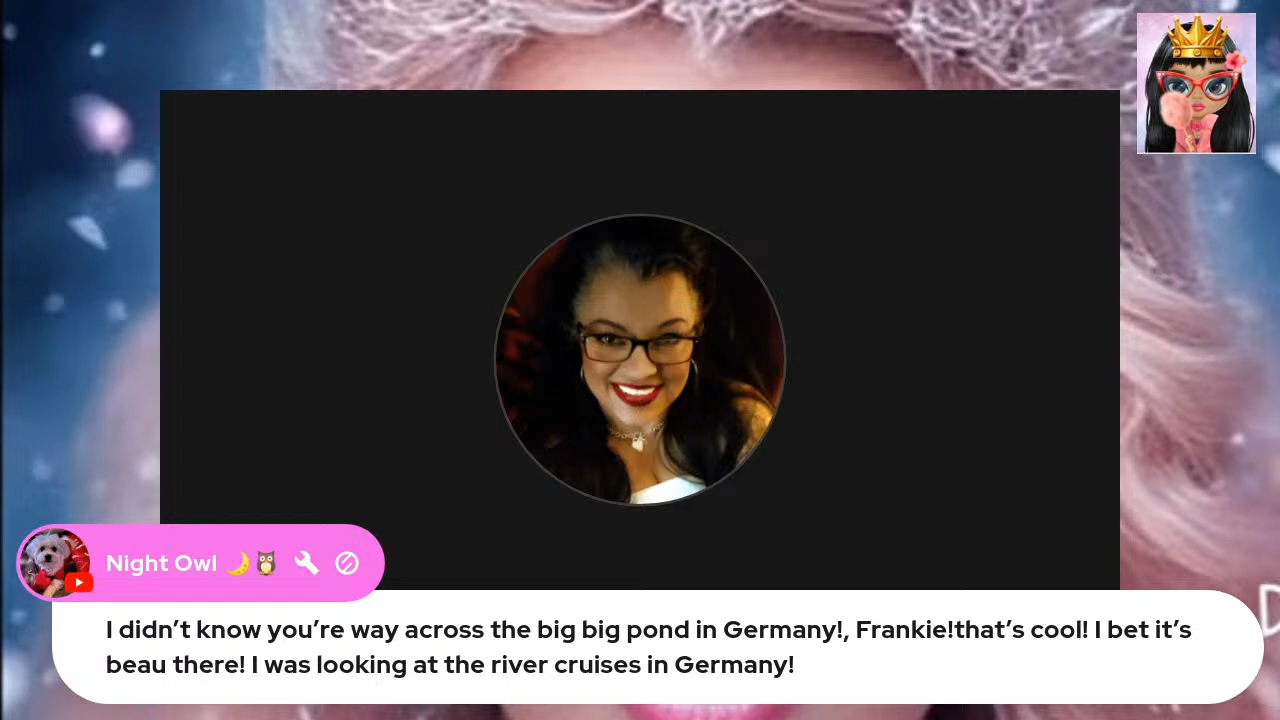 Night Owl 🌙🦉
I didn't know you're way across the big big pond in Germany!, Frankie!that's cool! I bet it's
beau there! I was looking at the river cruises in Germany!